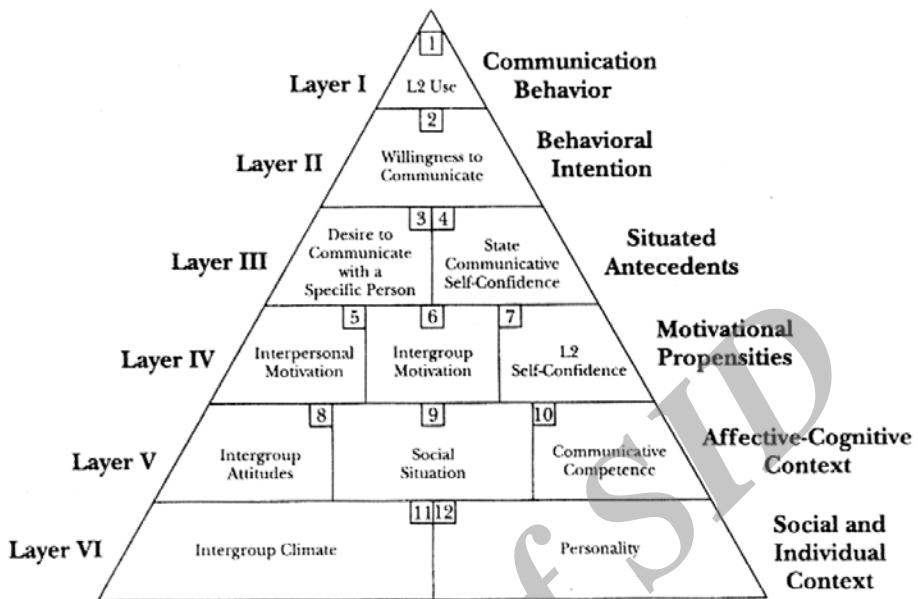 1
Layer I
L2 Use
Communication
Behavior
2
Layer II
Willingness to
Communicate
Behavioral
Intention
3
4
Layer III
Desire to
Communicate
with a
Specific Person
State
Communicative
Self-Confidence
Situated
Antecedents
5
6
7
Layer IV
Interpersonal
Motivation
Intergroup
Motivation
L2
Self-Confidence
Motivational
Propensities
8
9
10
Layer V
Intergroup
Attitudes
Social
Situation
Communicative
Competence
Affective-Cognitive
Context
11
12
Layer VI
Intergroup Climate
Personality
Social and
Individual
Context
of SID